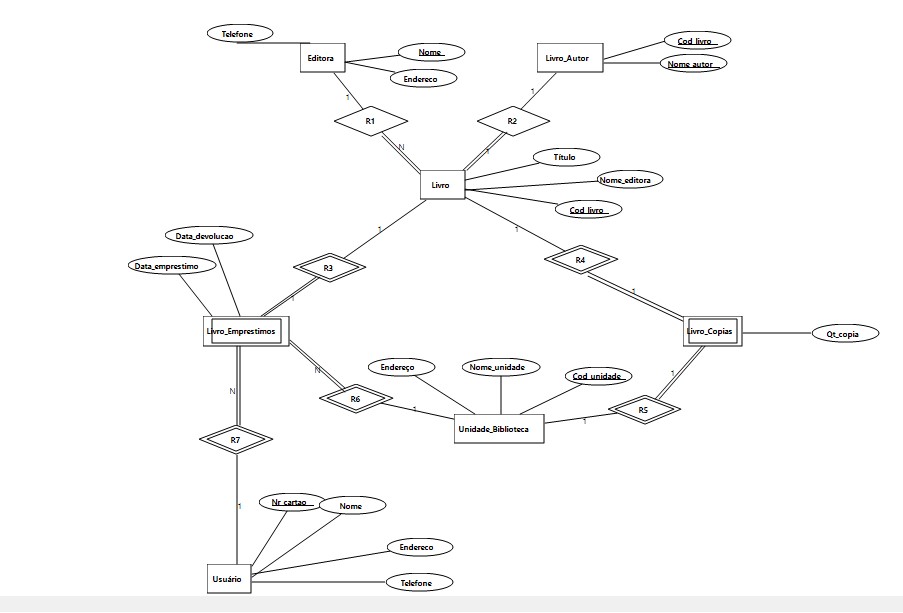 Telefone
Editora
Nome
Endereco
Livro_Autor
Cod_livro
Nome_autor
1
1
R1
R2
N
1
Título
Livro
Nome_editora
Cod_livro
1
1
Data_devolucao
Data_emprestimo
R3
R4
1
1
Livro_Emprestimos
Livro_Copias
Qt_copia
N
N
Endereço
Nome_unidade
Cod_unidade
1
R6
1
R5
1
Unidade_Biblioteca
R7
1
Nr_cartao
Nome
Endereco
Usuário
Telefone